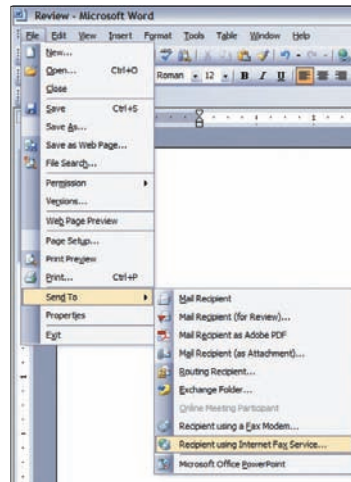 Review - Microsoft Word
File Edit View Insert Format Tools Table Window Help
New...
Open... Ctrl+O
Roman 12 B I U
Close
Save Ctrl+S
Save As...
Save as Web Page...
File Search...
Permission
Versions...
Web Page Preview
Page Setup...
Print Preview
Print... Ctrl+P
Send To
Mail Recipient
Properties
Mail Recipient (for Review)...
Exit
Mail Recipient as Adobe PDF
Mail Recipient (as Attachment)...
Routing Recipient...
Exchange Folder...
Online Meeting Participant
Recipient using a Fax Modem...
Recipient using Internet Fax Service...
Microsoft Office PowerPoint